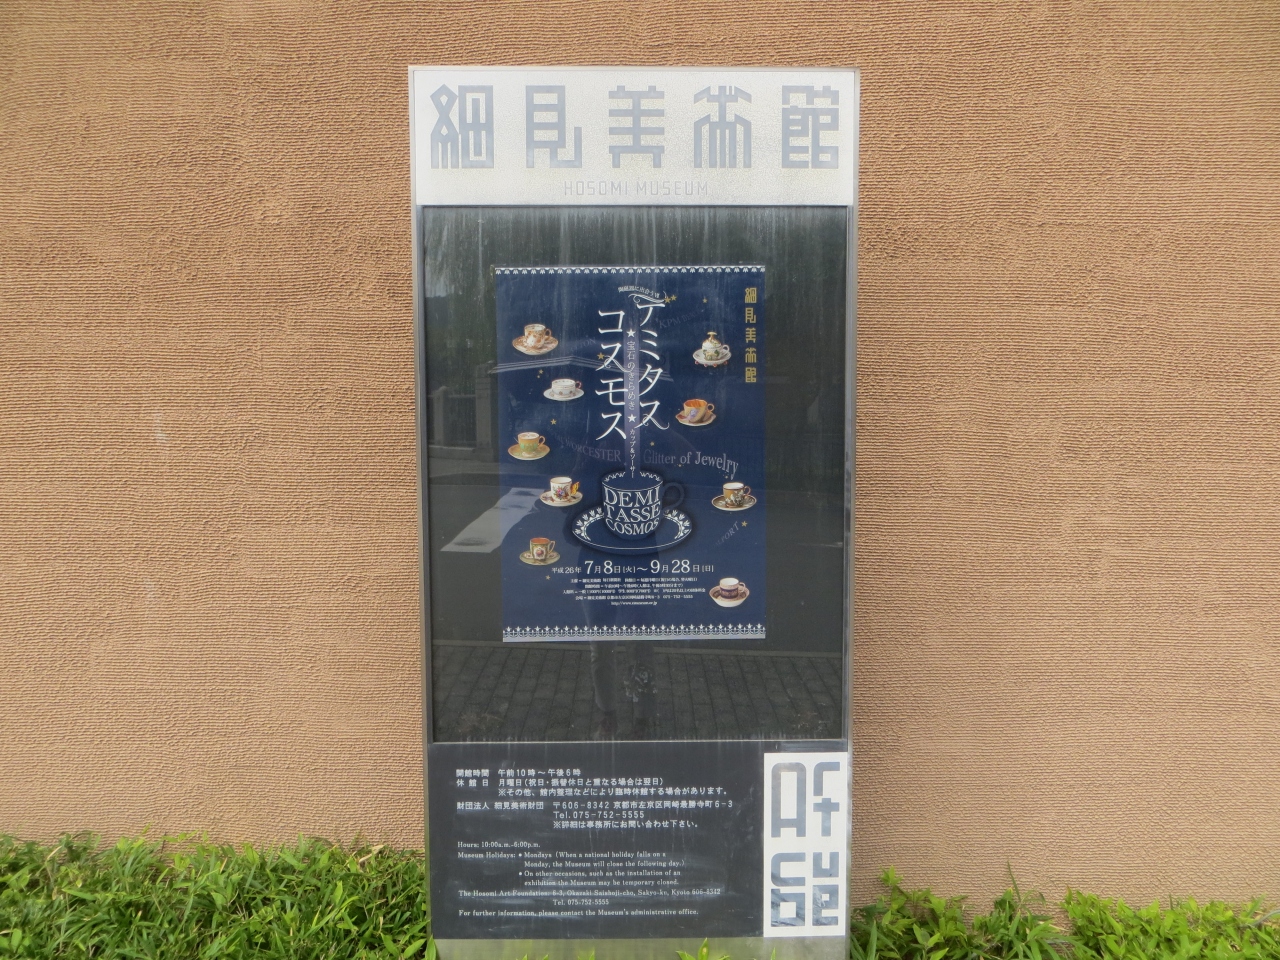 細見美術館
HOSOMI MUSEUM
細見美術館
デミタス
コスモス
★宝石のきらめき★カップ&ソーサー
WORCESTER
Glitter of Jewelry
DEMI
TASSE
COSMOS
平成26年 7月8日[火]〜9月28日[日]
開館時間 午前10時〜午後6時
休館日 月曜日(祝日・振替休日と重なる場合は翌日)
※その他、館内整理などにより臨時休館する場合があります。
財団法人 細見美術財団 〒606-8342 京都市左京区岡崎最勝寺町6-3
Tel.075-752-5555
※詳細は事務所にお問い合わせ下さい。
Hours: 10:00a.m.-6:00p.m.
Museum Holidays: ● Mondays (When a national holiday falls on a
Monday, the Museum will close the following day.)
● On other occasions, such as the installation of an
exhibition the Museum may be temporary closed.
The Hosomi Art Foundation: 6-3, Okazaki Saishoji-cho, Sakyo-ku, Kyoto 606-8342
Tel. 075-752-5555
For further information, please contact the Museum's administrative office.
Art
Cube